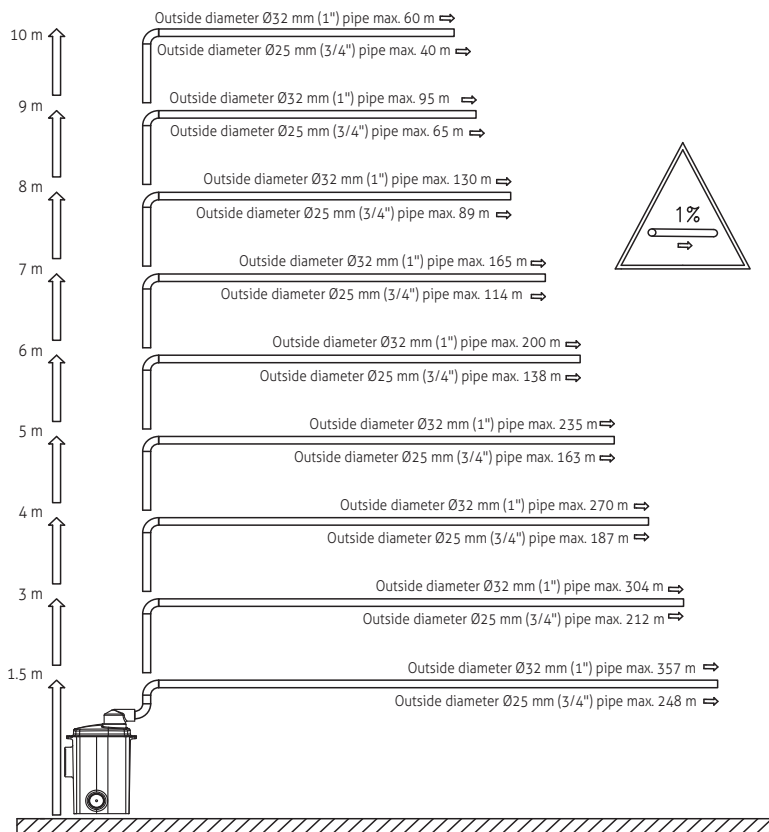 Outside diameter Ø32 mm (1") pipe max. 60 m
10 m
Outside diameter Ø25 mm (3/4") pipe max. 40 m
Outside diameter Ø32 mm (1") pipe max. 95 m
9 m
Outside diameter Ø25 mm (3/4") pipe max. 65 m
Outside diameter Ø32 mm (1") pipe max. 130 m
8 m
Outside diameter Ø25 mm (3/4") pipe max. 89 m
1%
Outside diameter Ø32 mm (1") pipe max. 165 m
7 m
Outside diameter Ø25 mm (3/4") pipe max. 114 m
Outside diameter Ø32 mm (1") pipe max. 200 m
6 m
Outside diameter Ø25 mm (3/4") pipe max. 138 m
Outside diameter Ø32 mm (1") pipe max. 235 m
5 m
Outside diameter Ø25 mm (3/4") pipe max. 163 m
Outside diameter Ø32 mm (1") pipe max. 270 m
4 m
Outside diameter Ø25 mm (3/4") pipe max. 187 m
Outside diameter Ø32 mm (1") pipe max. 304 m
3 m
Outside diameter Ø25 mm (3/4") pipe max. 212 m
Outside diameter Ø32 mm (1") pipe max. 357 m
1.5 m
Outside diameter Ø25 mm (3/4") pipe max. 248 m